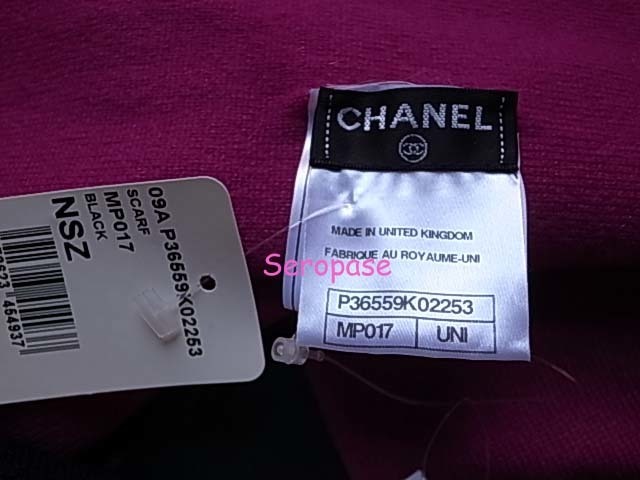 CHANEL
MADE IN UNITED KINGDOM
FABRIQUE AU ROYAUME-UNI
P36559K02253
MP017 UNI
Seropase
09A P36559K02253
SCARF
MP017
BLACK
NSZ
454937